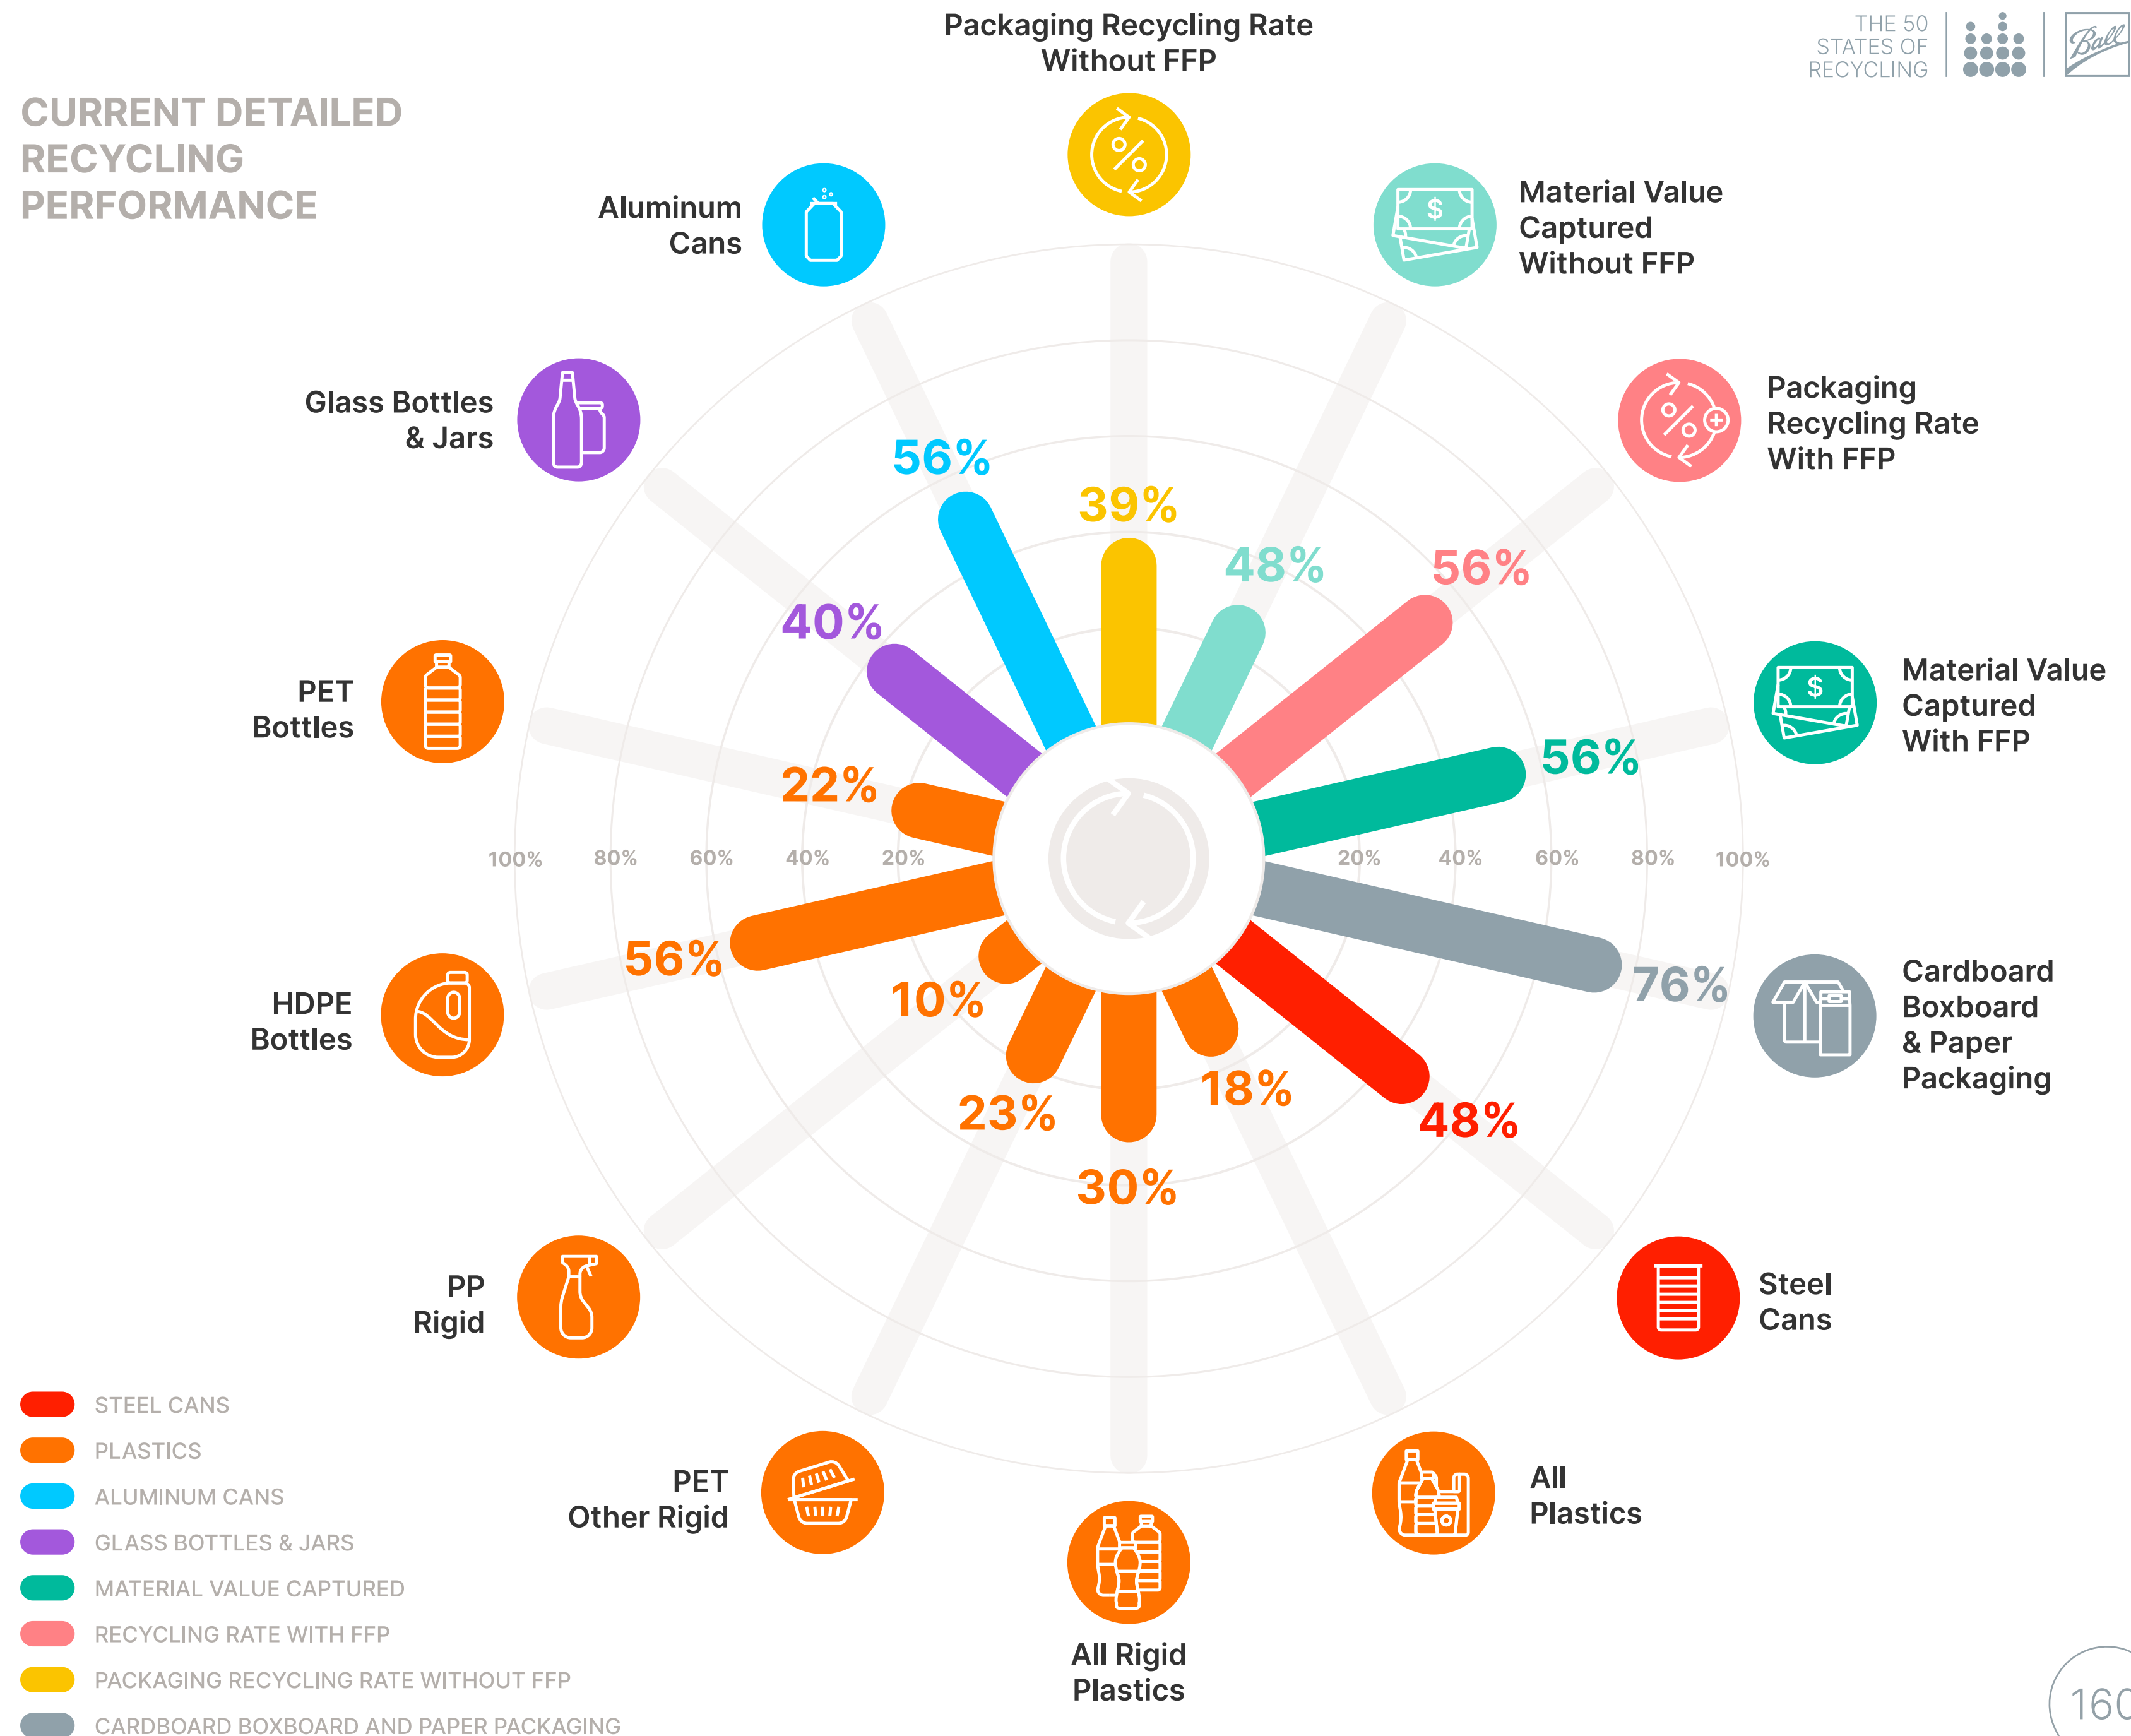 THE 50
STATES OF
RECYCLING
Ball
CURRENT DETAILED
RECYCLING
PERFORMANCE
Packaging Recycling Rate
Without FFP
%
Aluminum
Cans
$
Material Value
Captured
Without FFP
Glass Bottles
& Jars
%
Packaging
Recycling Rate
With FFP
56%
39%
48%
56%
40%
PET
Bottles
22%
56%
$
Material Value
Captured
With FFP
100%
80%
60%
40%
20%
20%
40%
60%
80%
100%
HDPE
Bottles
56%
10%
23%
30%
18%
48%
76%
Cardboard
Boxboard
& Paper
Packaging
PP
Rigid
Steel
Cans
PET
Other Rigid
All Rigid
Plastics
All
Plastics
STEEL CANS
PLASTICS
ALUMINUM CANS
GLASS BOTTLES & JARS
MATERIAL VALUE CAPTURED
RECYCLING RATE WITH FFP
PACKAGING RECYCLING RATE WITHOUT FFP
CARDBOARD BOXBOARD AND PAPER PACKAGING
160